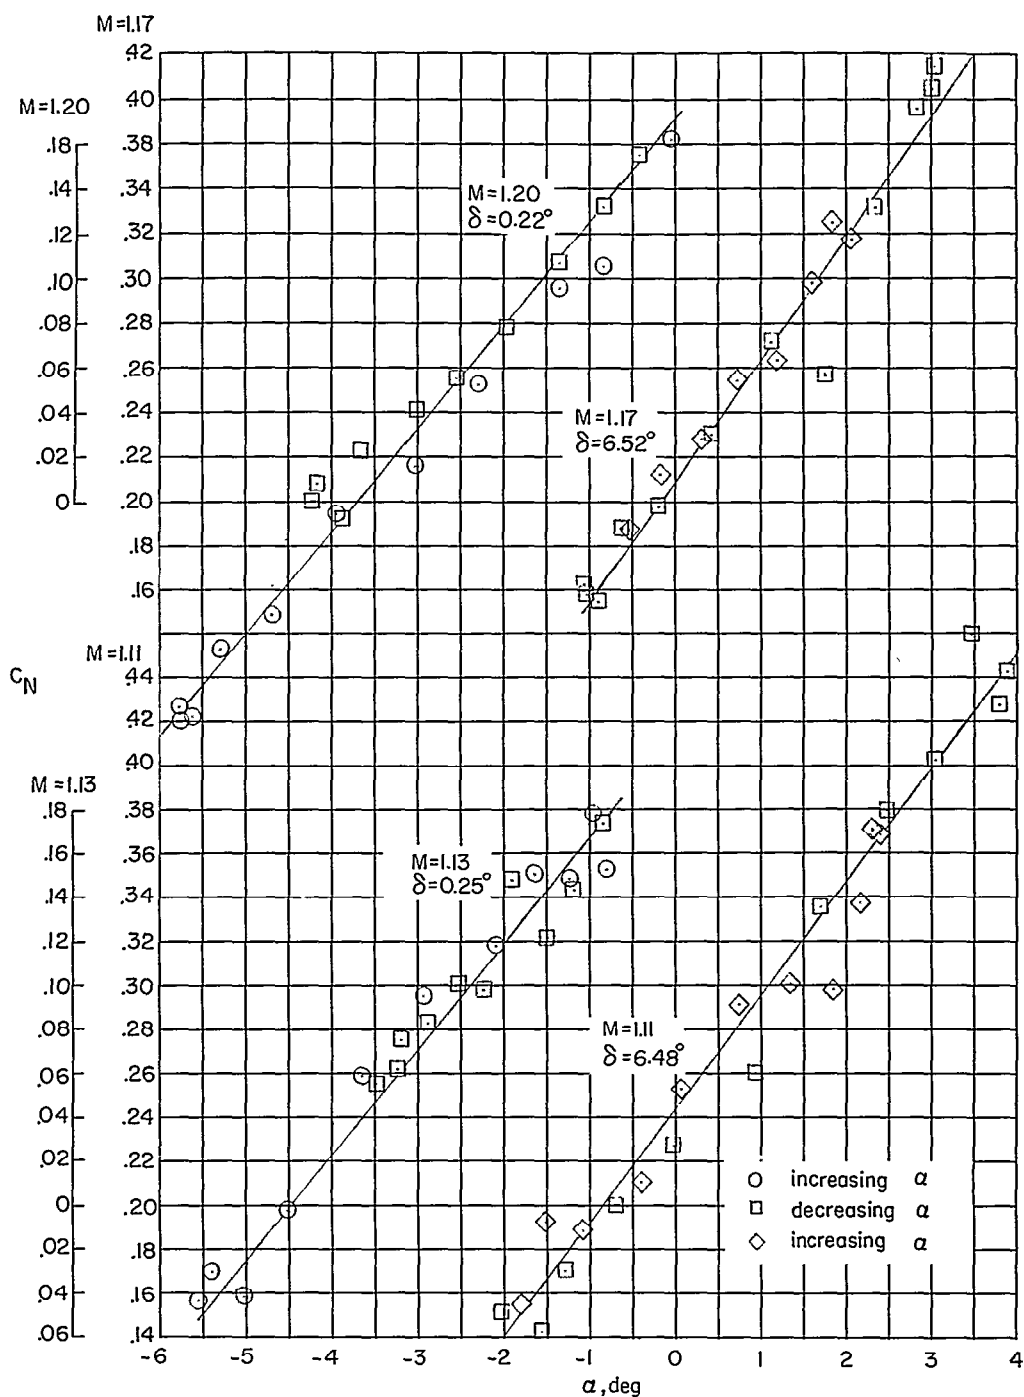 M=1.17
.42
M=1.20
.40
.18
.38
.14
.34
.12
.32
.10
.30
.08
.28
.06
.26
.04
.24
.02
.22
0
.20
.18
.16
M=1.20
δ=0.22°
M=1.17
δ=6.52°
C_N
M=1.11
.44
.42
.40
M=1.13
.18
.38
.16
.36
.14
.34
.12
.32
.10
.30
.08
.28
.06
.26
.04
.24
.02
.22
0
.20
.02
.18
.04
.16
.06
.14
M=1.13
δ=0.25°
M=1.11
δ=6.48°
increasing α
decreasing α
increasing α
-6 -5 -4 -3 -2 -1 0 1 2 3 4
α, deg